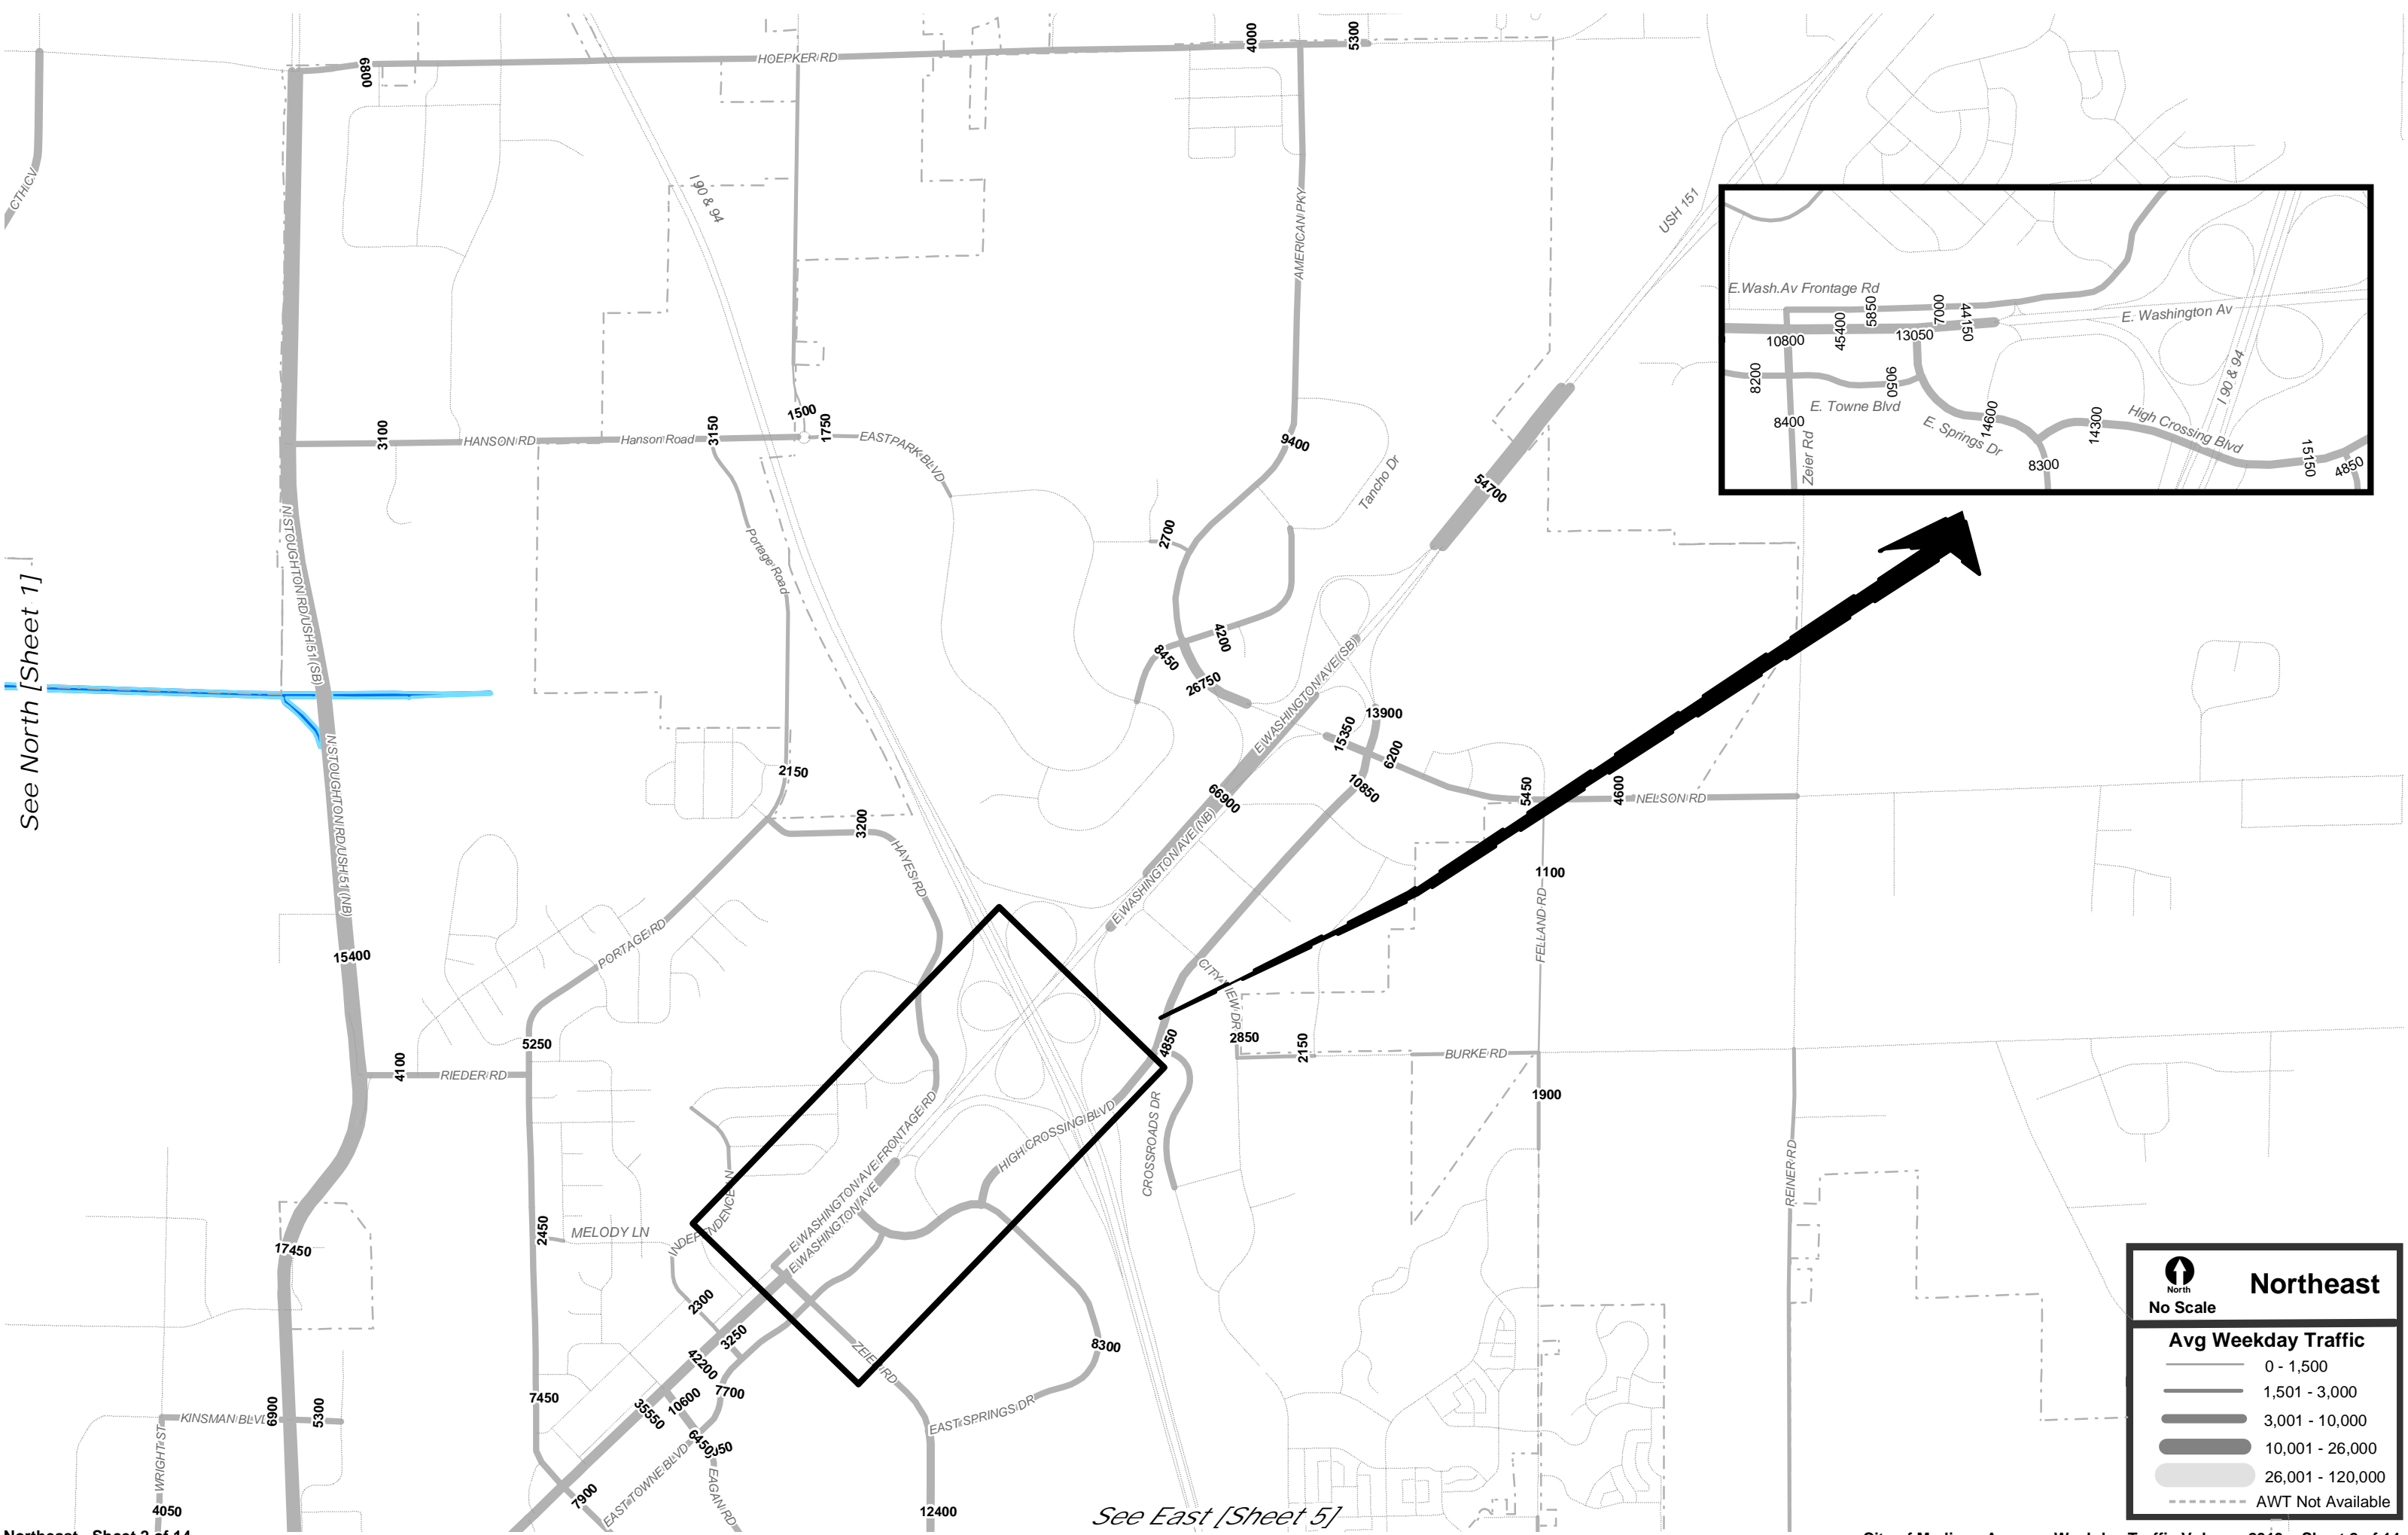 HOEPKER RD
6800
4000
5300
CTH CV
I 90 & 94
AMERICAN PKY
USH 151
E.Wash.Av Frontage Rd
5850
7000
44150
45400
E. Washington Av
10800
13050
8200
9050
E. Towne Blvd
8400
Zeier Rd
E. Springs Dr
14600
14300
High Crossing Blvd
I 90 & 94
8300
15150
4850
3100
HANSON RD
Hanson Road
3150
1500
1750
EASTPARK BLVD
9400
Tancho Dr
54700
N STOUGHTON RD/USH 51 (SB)
Portage Road
2700
See North [Sheet 1]
4200
8450
26750
E WASHINGTON AVE (SB)
13900
15350
6200
10850
N STOUGHTON RD/USH 51 (NB)
2150
66900
5450
4600
NELSON RD
3200
HAYES RD
E WASHINGTON AVE (NB)
1100
FELLAND RD
PORTAGE RD
15400
CITY VIEW DR
5250
4850
2850
2150
BURKE RD
4100
RIEDER RD
1900
E WASHINGTON AVE FRONTAGE RD
E WASHINGTON AVE
HIGH CROSSING BLVD
CROSSROADS DR
REINER RD
INDEPENDENCE LN
2450
MELODY LN
17450
2300
3250
42200
ZEIER RD
8300
7700
10600
35550
7450
KINSMAN BLVD
6900
5300
WRIGHT ST
6450
EAST SPRINGS DR
EAST TOWNE BLVD
EAGAN RD
7900
4050
12400
See East [Sheet 5]
North
No Scale
Northeast
Avg Weekday Traffic
0 - 1,500
1,501 - 3,000
3,001 - 10,000
10,001 - 26,000
26,001 - 120,000
AWT Not Available